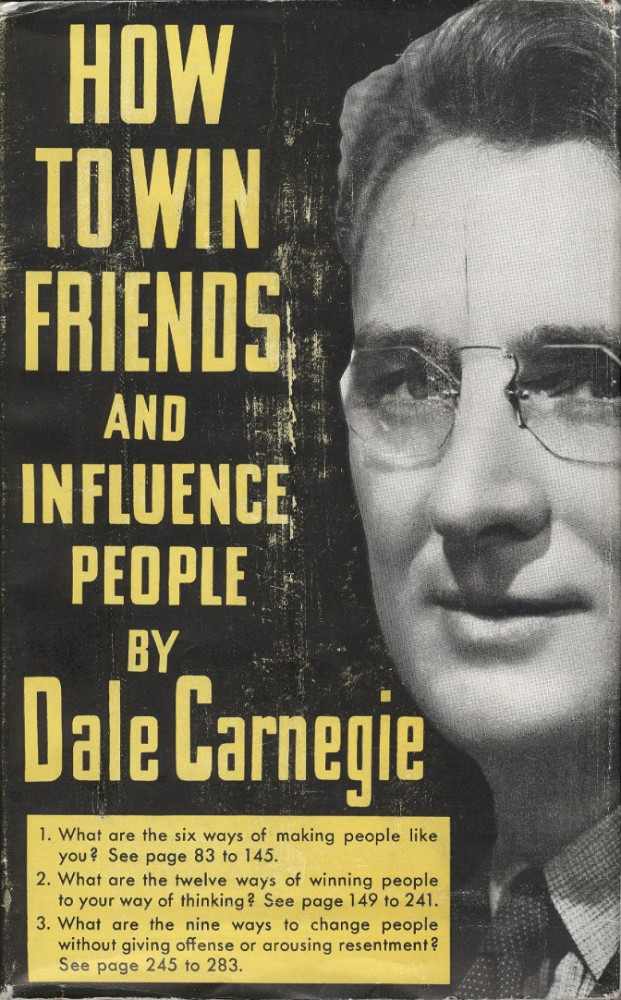 HOW
TO WIN
FRIENDS
AND
INFLUENCE
PEOPLE
BY
Dale Carnegie
1. What are the six ways of making people like
you? See page 83 to 145.
2. What are the twelve ways of winning people
to your way of thinking? See page 149 to 241.
3. What are the nine ways to change people
without giving offense or arousing resentment?
See page 245 to 283.